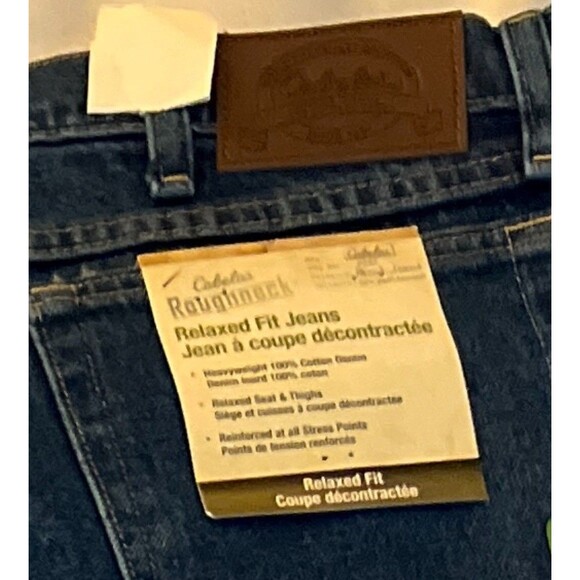 Cabelas
Roughneck
Relaxed Fit Jeans
Jean à coupe décontractée
• Heavyweight 100% Cotton Denim
Denim lourd 100% coton
• Relaxed Seat & Thighs
Siège et cuisses à coupe décontractée
• Reinforced at all Stress Points
Points de tension renforcés
Relaxed Fit
Coupe décontractée